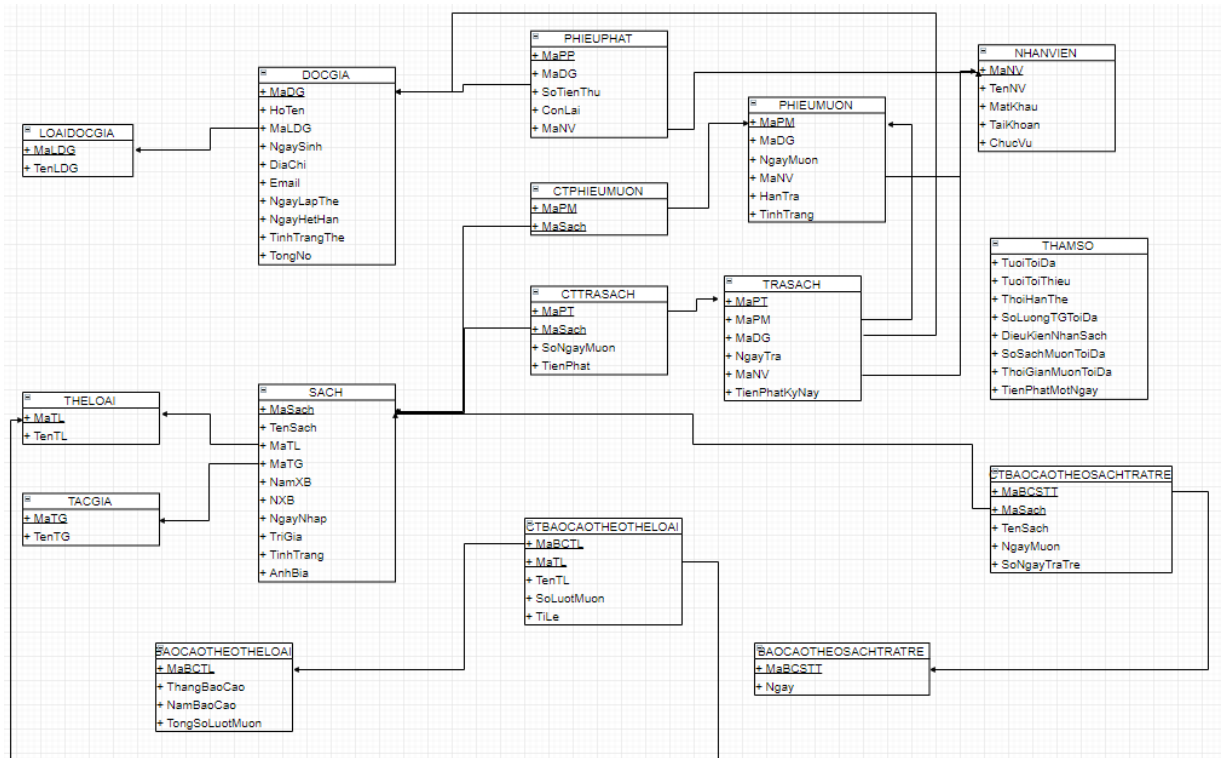 PHIEUPHAT
+ MaPP
+ MaDG
+ SoTienThu
+ ConLai
+ MaNV
NHANVIEN
+ MaNV
+ TenNV
+ MatKhau
+ TaiKhoan
+ ChucVu
DOCGIA
+ MaDG
+ HoTen
+ MaLDG
+ NgaySinh
+ DiaChi
+ Email
+ NgayLapThe
+ NgayHetHan
+ TinhTrangThe
+ TongNo
PHIEUMUON
+ MaPM
+ MaDG
+ NgayMuon
+ MaNV
+ HanTra
+ TinhTrang
LOAIDOCGIA
+ MaLDG
+ TenLDG
CTPHIEUMUON
+ MaPM
+ MaSach
THAMSO
+ TuoiToiDa
+ TuoiToiThieu
+ ThoiHanThe
+ SoLuongTGToiDa
+ DieuKienNhanSach
+ SoSachMuonToiDa
+ ThoiGianMuonToiDa
+ TienPhatMotNgay
CTTRASACH
+ MaPT
+ MaSach
+ SoNgayMuon
+ TienPhat
TRASACH
+ MaPT
+ MaPM
+ MaDG
+ NgayTra
+ MaNV
+ TienPhatKyNay
SACH
+ MaSach
+ TenSach
+ MaTL
+ MaTG
+ NamXB
+ NXB
+ NgayNhap
+ TriGia
+ TinhTrang
+ AnhBia
THELOAI
+ MaTL
+ TenTL
TACGIA
+ MaTG
+ TenTG
CTBAOCAOTHEOSACHTRATRE
+ MaBCSTT
+ MaSach
+ TenSach
+ NgayMuon
+ SoNgayTraTre
CTBAOCAOTHEOTHELOAI
+ MaBCTL
+ MaTL
+ TenTL
+ SoLuotMuon
+ TiLe
BAOCAOTHEOTHELOAI
+ MaBCTL
+ ThangBaoCao
+ NamBaoCao
+ TongSoLuotMuon
BAOCAOTHEOSACHTRATRE
+ MaBCSTT
+ Ngay